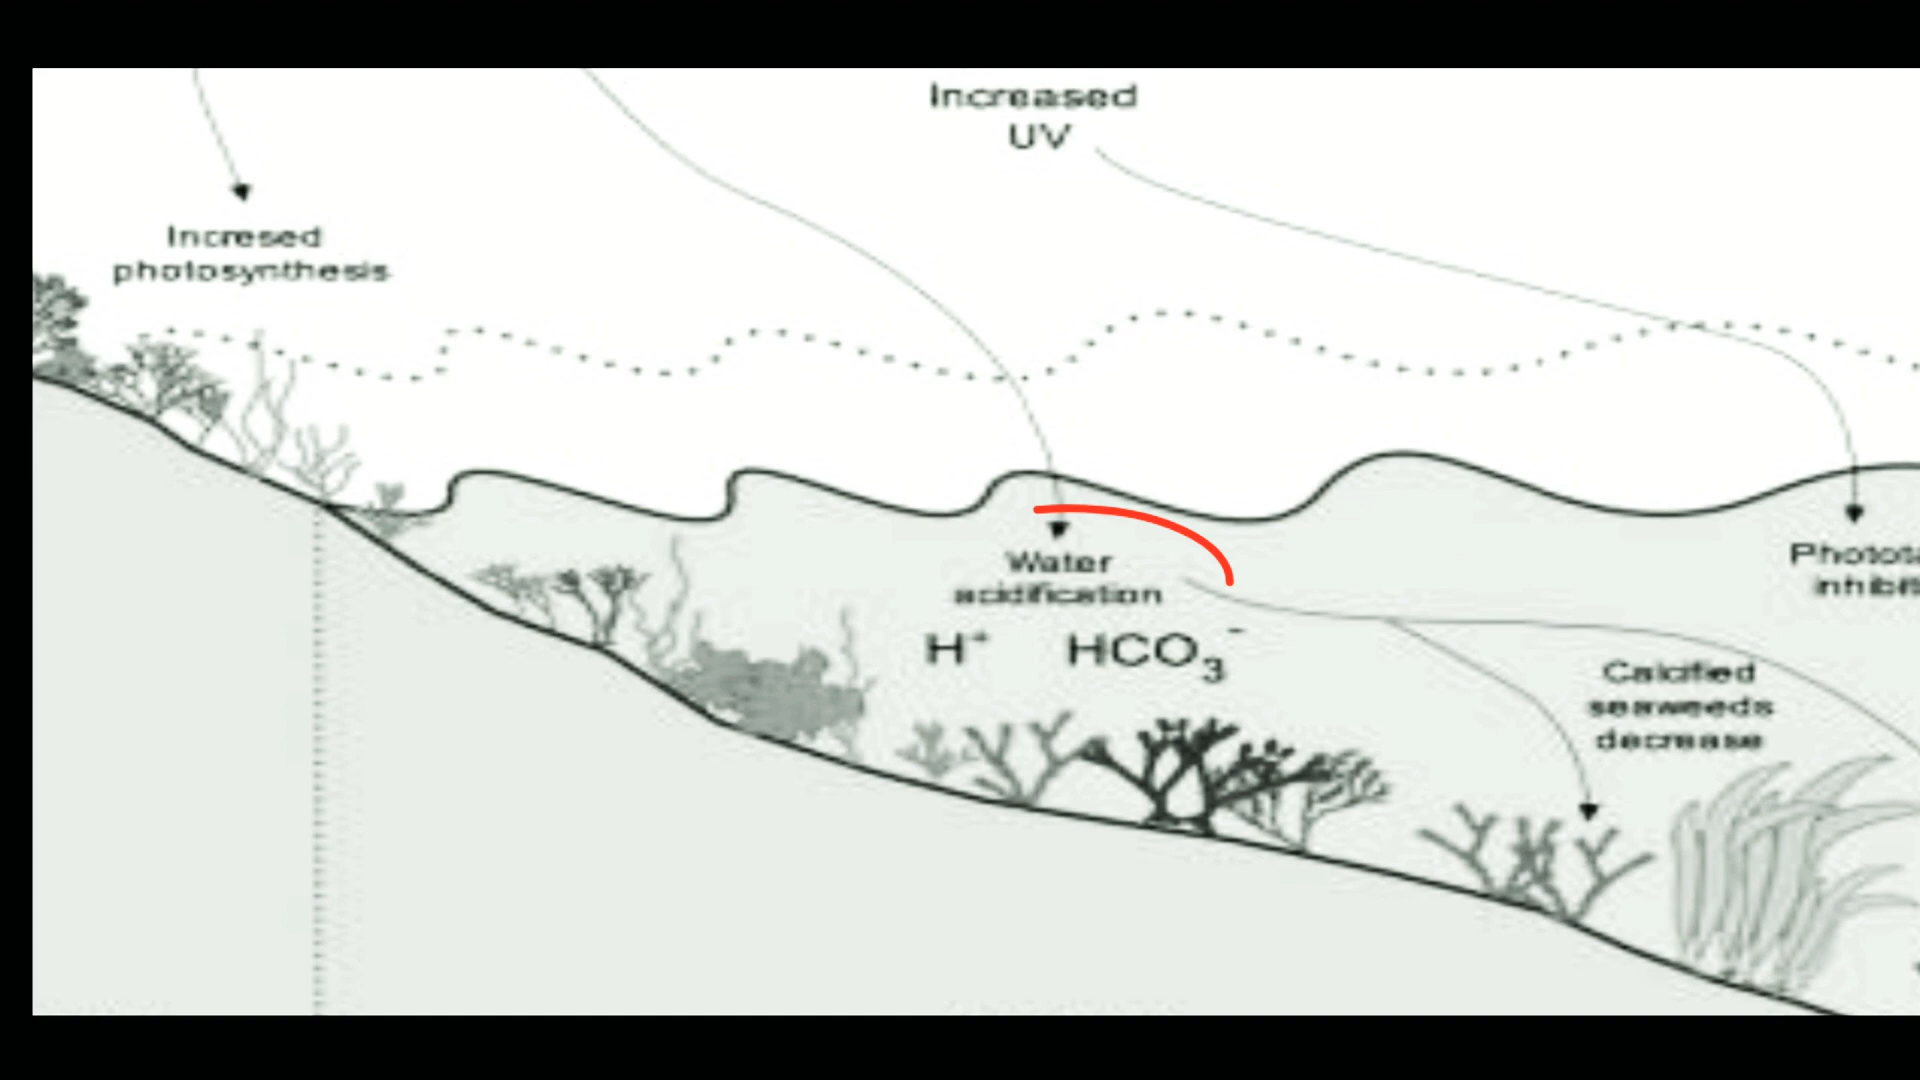 Increased
UV
Incresed
photosynthesis
Water
acidification
H⁺ HCO₃⁻
Calcified
seaweeds
decrease